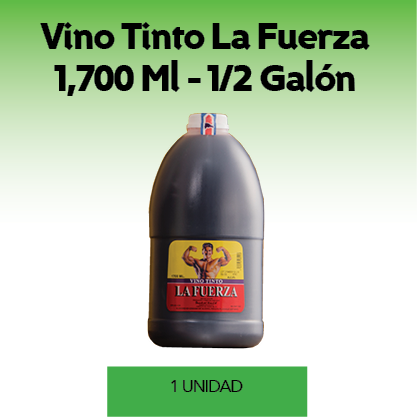 Vino Tinto La Fuerza
1,700 Ml - 1/2 Galón
VINO TINTO
LA FUERZA
1 UNIDAD